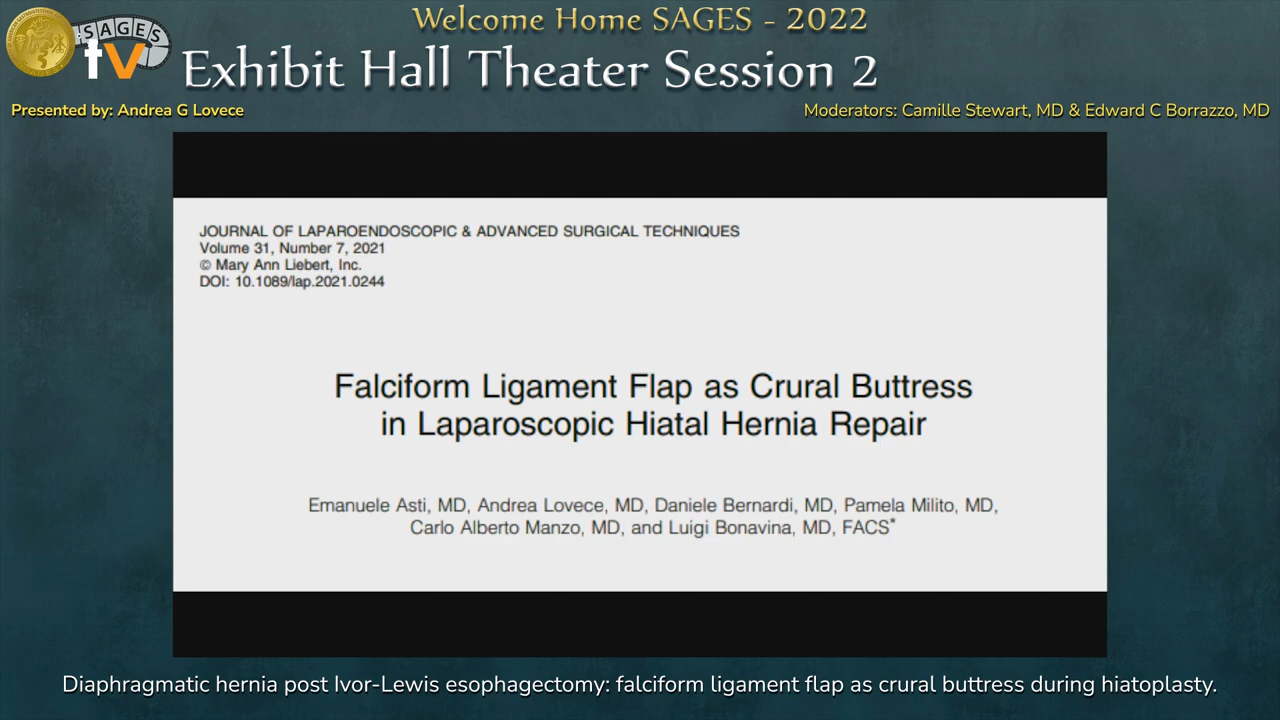 SAGES
tv
Welcome Home SAGES - 2022
Exhibit Hall Theater Session 2
Presented by: Andrea G Lovece
Moderators: Camille Stewart, MD & Edward C Borrazzo, MD
JOURNAL OF LAPAROENDOSCOPIC & ADVANCED SURGICAL TECHNIQUES
Volume 31, Number 7, 2021
© Mary Ann Liebert, Inc.
DOI: 10.1089/lap.2021.0244
Falciform Ligament Flap as Crural Buttress
in Laparoscopic Hiatal Hernia Repair
Emanuele Asti, MD, Andrea Lovece, MD, Daniele Bernardi, MD, Pamela Milito, MD,
Carlo Alberto Manzo, MD, and Luigi Bonavina, MD, FACS*
Diaphragmatic hernia post Ivor-Lewis esophagectomy: falciform ligament flap as crural buttress during hiatoplasty.